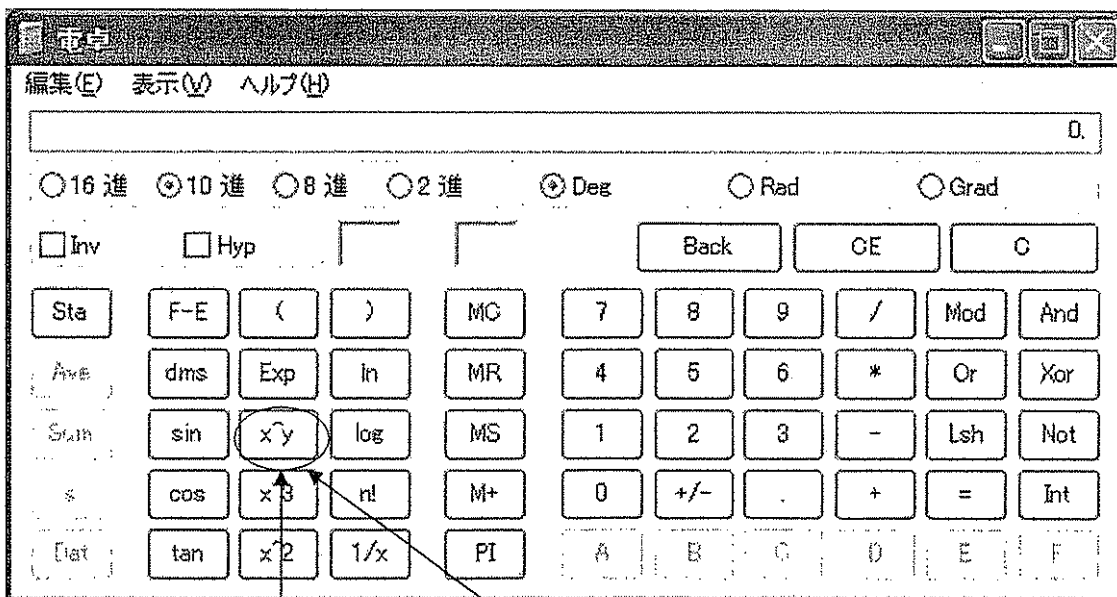 電卓
編集(E) 表示(V) ヘルプ(H)
0.
16 進 10 進 8 進 2 進 Deg Rad Grad
Inv Hyp Back CE C
Sta F-E ( ) MC 7 8 9 / Mod And
Ave dms Exp ln MR 4 5 6 * Or Xor
Sum sin x^y log MS 1 2 3 - Lsh Not
s cos x^3 n! M+ 0 +/- . + = Int
Dat tan x^2 1/x PI A B C D E F